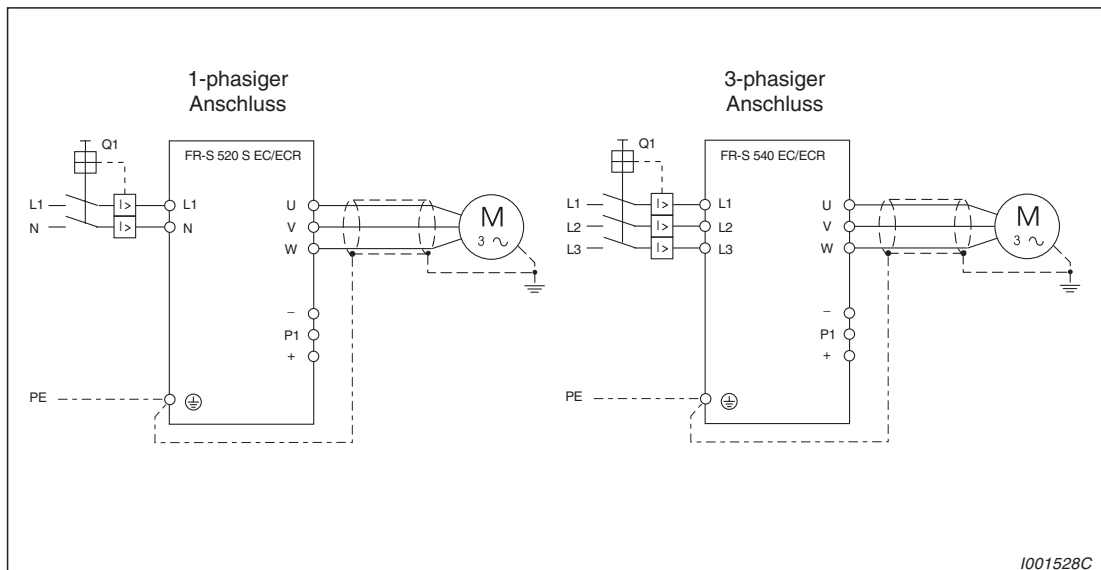 1-phasiger
Anschluss
Q1
FR-S 520 S EC/ECR
L1
I>
L1
N
I>
N
U
V
W
M
3 ~
–
P1
+
PE
3-phasiger
Anschluss
Q1
FR-S 540 EC/ECR
L1
I>
L1
L2
I>
L2
L3
I>
L3
U
V
W
M
3 ~
–
P1
+
PE
I001528C